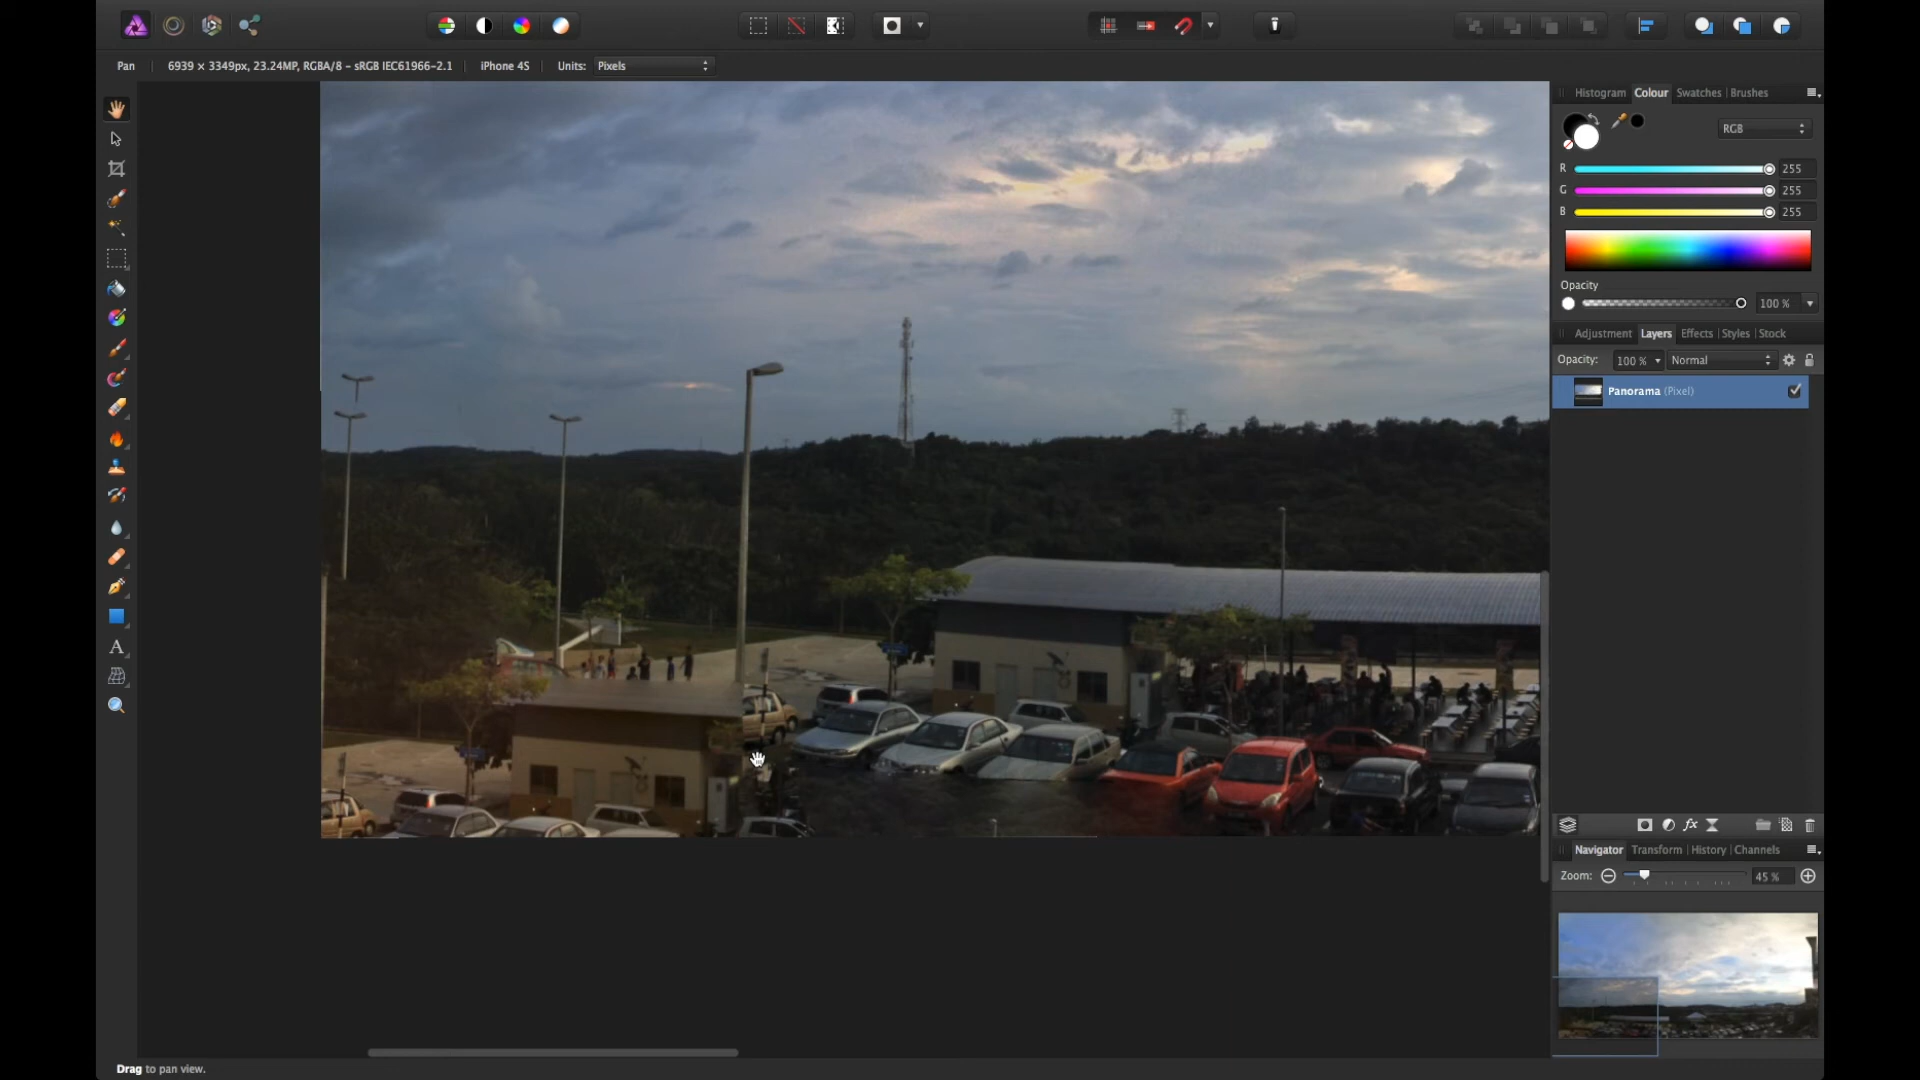 Pan
6939 × 3349px, 23.24MP, RGBA/8 - sRGB IEC61966-2.1
iPhone 4S
Units:
Pixels
Histogram
Colour
Swatches
Brushes
RGB
R
255
G
255
B
255
Opacity
100 %
Adjustment
Layers
Effects
Styles
Stock
Opacity:
100 %
Normal
Panorama (Pixel)
Navigator
Transform
History
Channels
Zoom:
45 %
Drag to pan view.